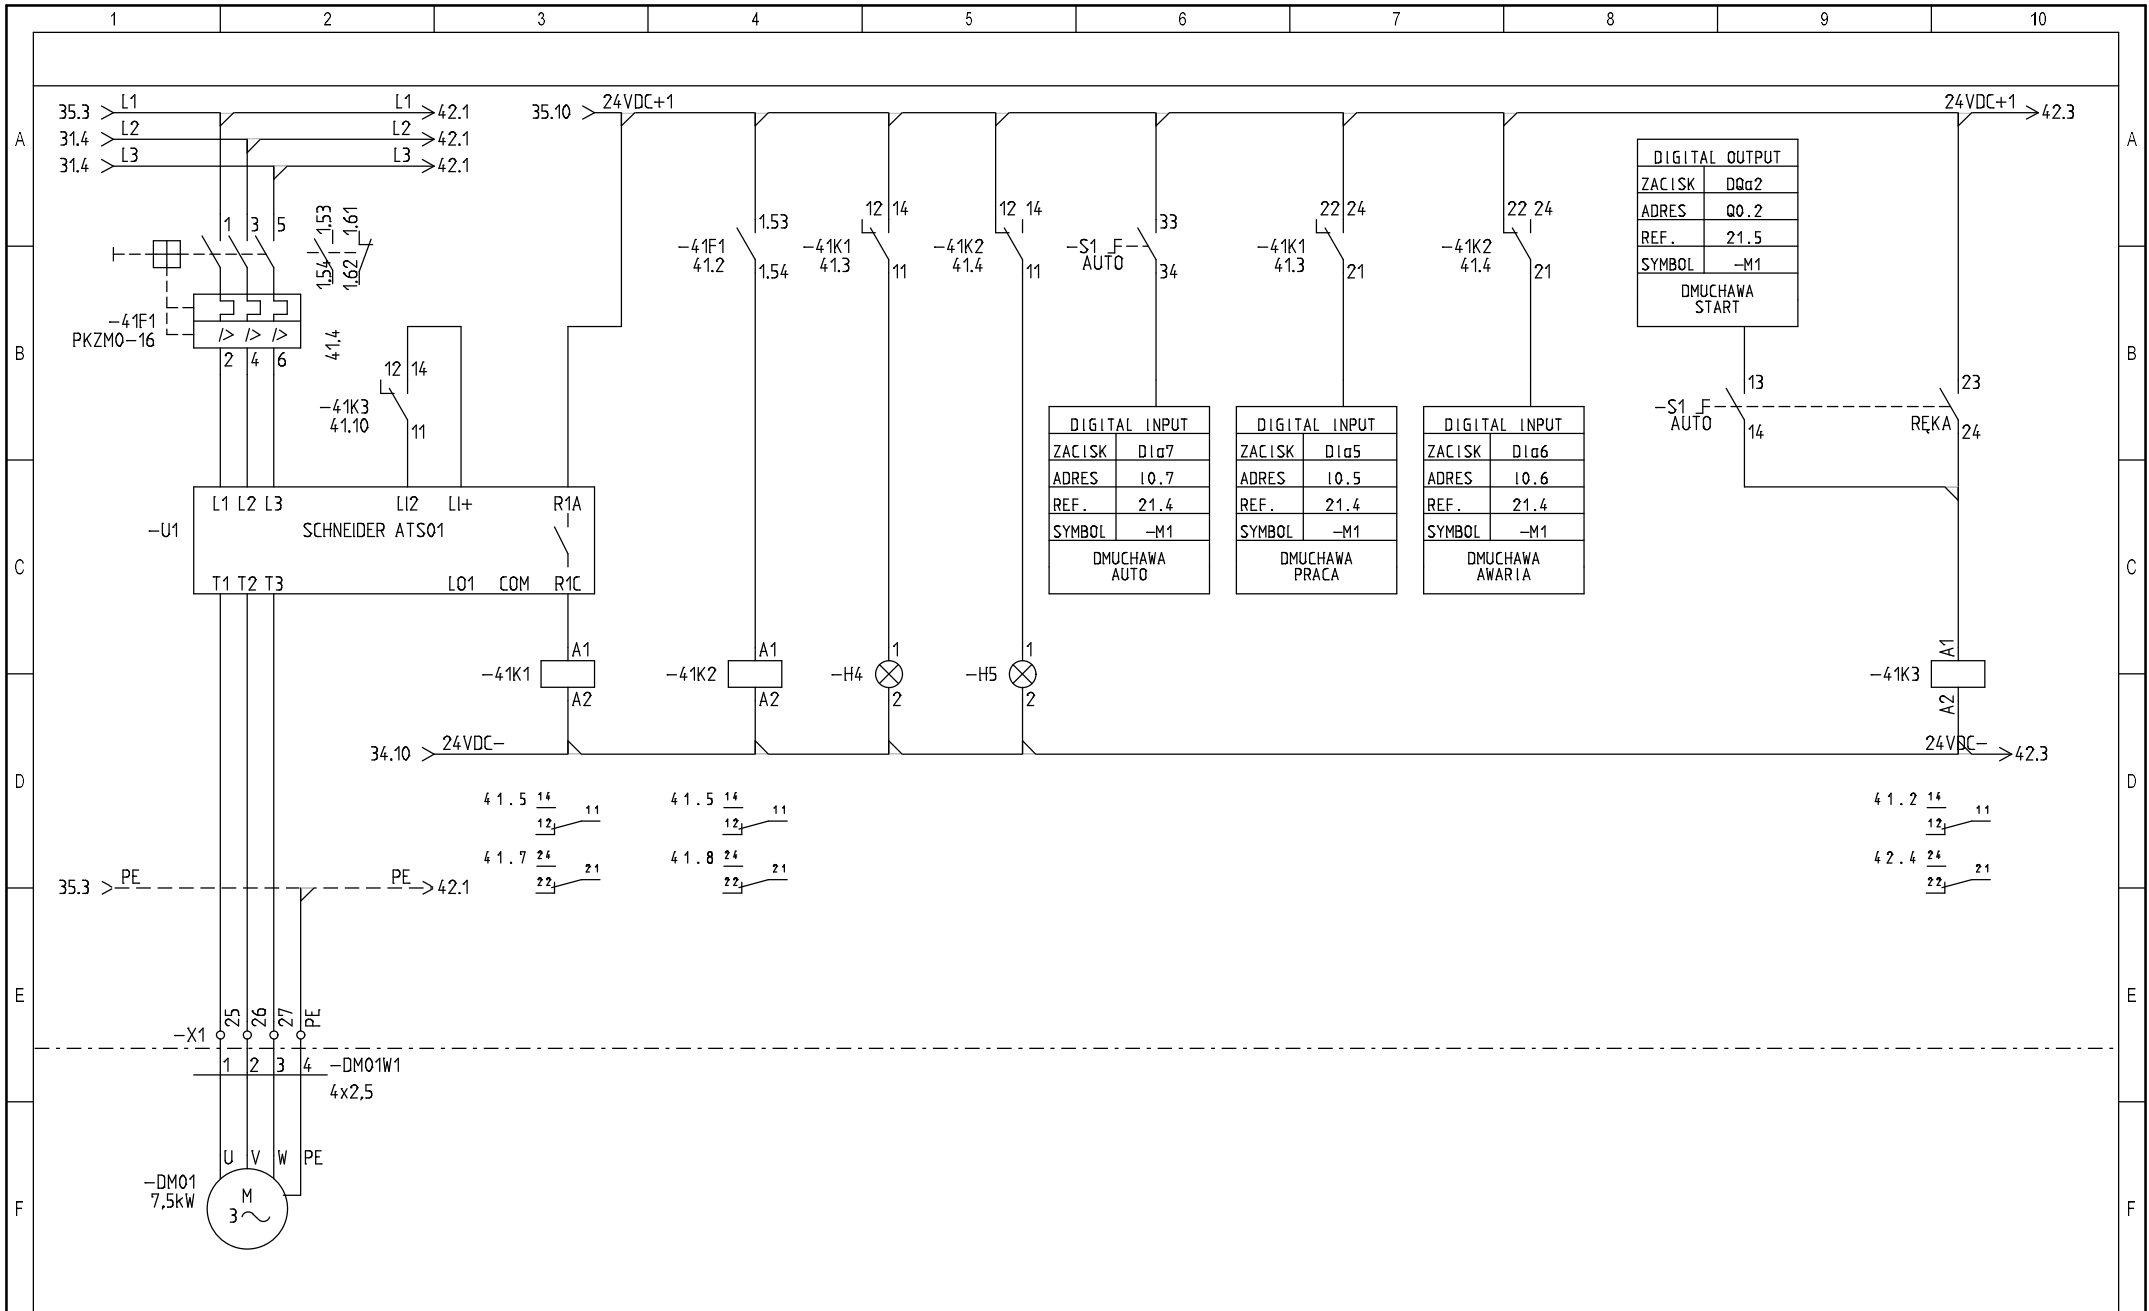 1 2 3 4 5 6 7 8 9 10
35.3 L1 L1 42.1 35.10 24VDC+1 24VDC+1 42.3
A 31.4 L2 L2 42.1 A
31.4 L3 L3 42.1
DIGITAL OUTPUT
ZACISK DQa2
ADRES Q0.2
REF. 21.5
SYMBOL -M1
DMUCHAWA
START
1 3 5 1.53 1.61
1.54 1.62
-41F1
PKZM0-16
/> /> />
2 4 6
41.4
1.53
-41F1
41.2
1.54
12 14
-41K1
41.3
11
12 14
-41K2
41.4
11
33
-S1
AUTO
34
22 24
-41K1
41.3
21
22 24
-41K2
41.4
21
B B
12 14
-41K3
41.10
11
13
-S1
AUTO
14
23
RĘKA
24
DIGITAL INPUT
ZACISK DIa7
ADRES I0.7
REF. 21.4
SYMBOL -M1
DMUCHAWA
AUTO
DIGITAL INPUT
ZACISK DIa5
ADRES I0.5
REF. 21.4
SYMBOL -M1
DMUCHAWA
PRACA
DIGITAL INPUT
ZACISK DIa6
ADRES I0.6
REF. 21.4
SYMBOL -M1
DMUCHAWA
AWARIA
L1 L2 L3 LI2 LI+ R1A
-U1 SCHNEIDER ATS01
C C
T1 T2 T3 LO1 COM R1C
A1
-41K1
A2
A1
-41K2
A2
1
-H4
2
1
-H5
2
A1
-41K3
A2
34.10 24VDC- 24VDC- 42.3
D D
41.5 14 11
12
41.7 24 21
22
41.5 14 11
12
41.8 24 21
22
41.2 14 11
12
42.4 24 21
22
35.3 PE PE 42.1
E E
25 26 27 PE
-X1
1 2 3 4 -DM01W1
4x2,5
U V W PE
-DM01
7,5kW
M
3
F F